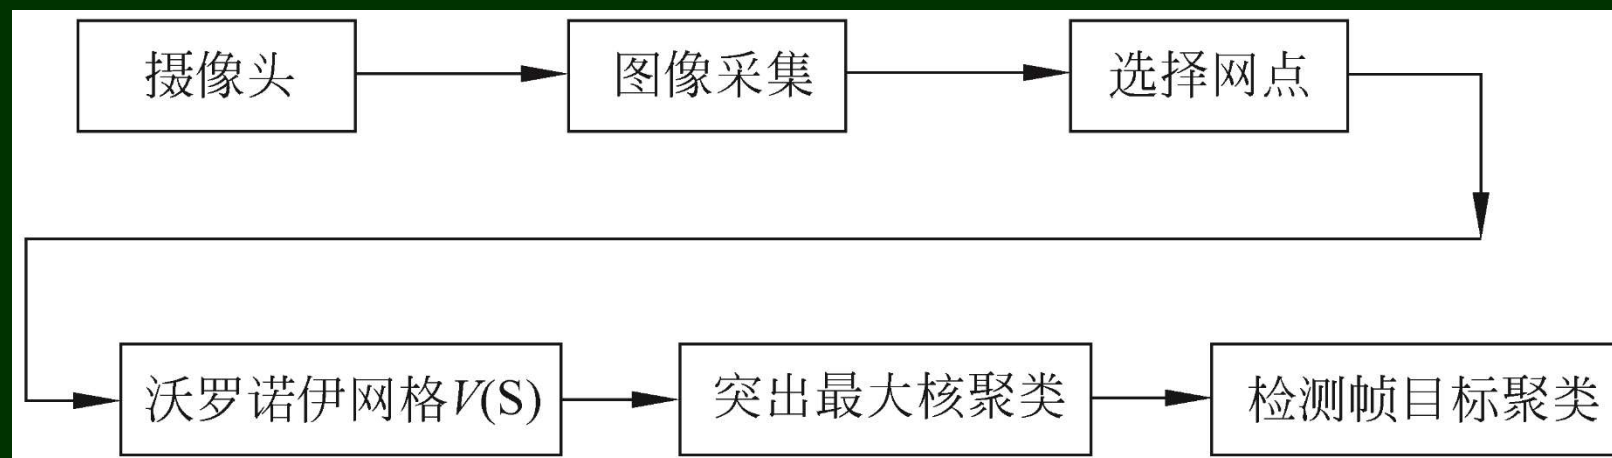 摄像头
图像采集
选择网点
沃罗诺伊网格V(S)
突出最大核聚类
检测帧目标聚类